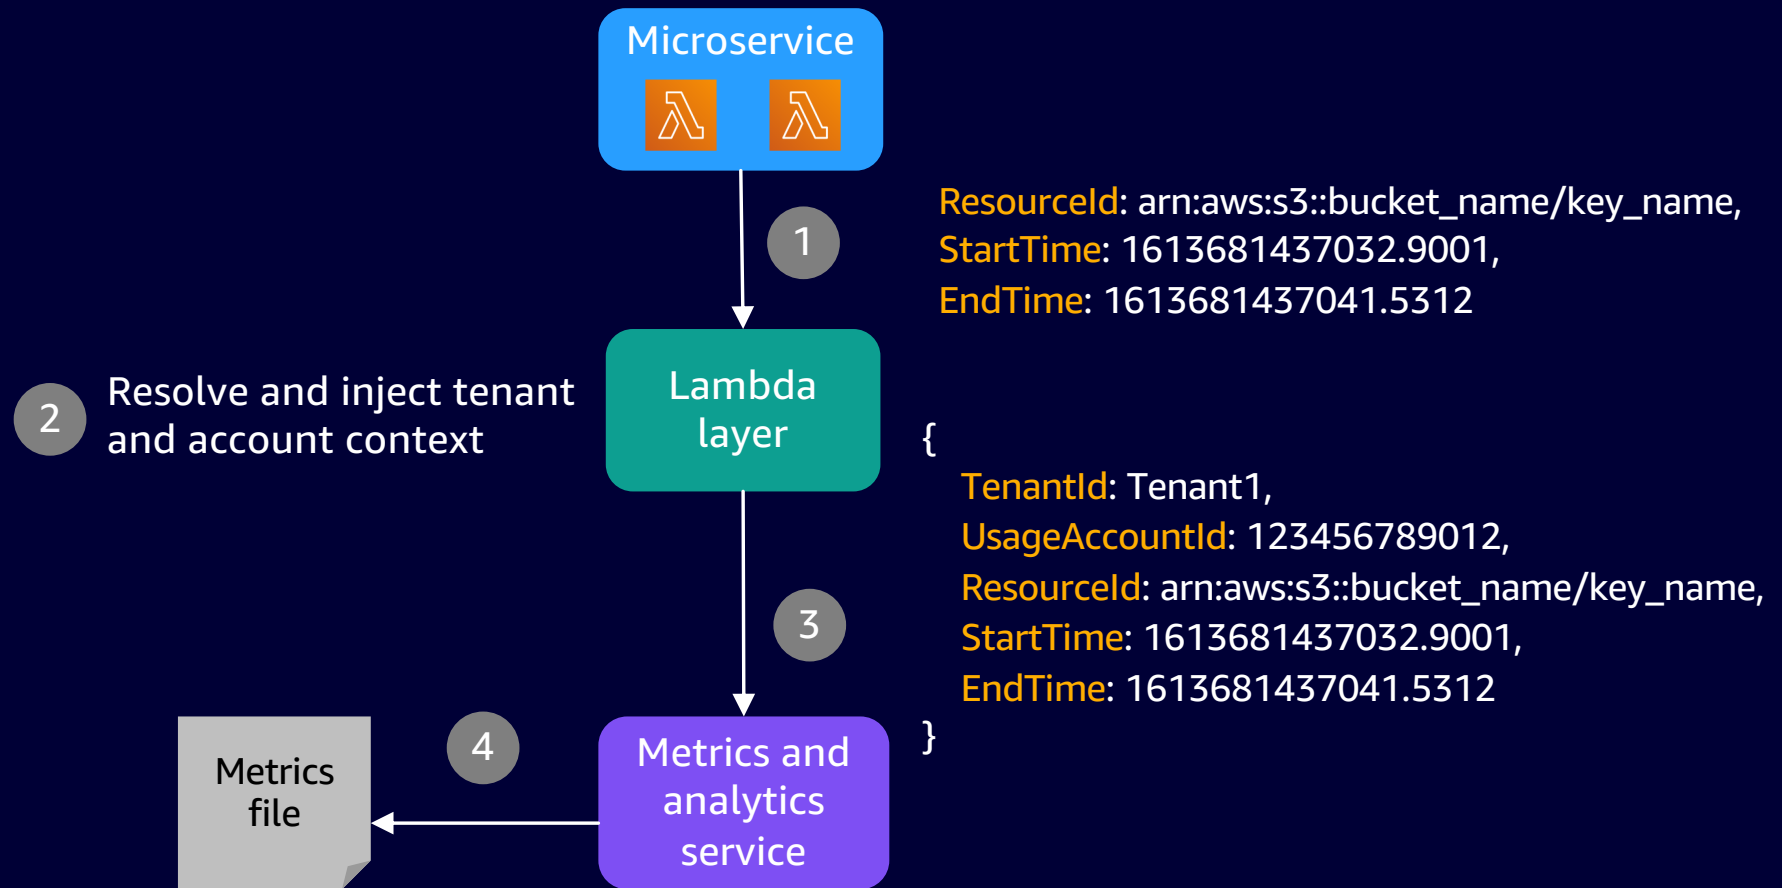 Microservice
1
ResourceId: arn:aws:s3::bucket_name/key_name,
StartTime: 1613681437032.9001,
EndTime: 1613681437041.5312
2
Resolve and inject tenant
and account context
Lambda
layer
{
TenantId: Tenant1,
UsageAccountId: 123456789012,
ResourceId: arn:aws:s3::bucket_name/key_name,
StartTime: 1613681437032.9001,
EndTime: 1613681437041.5312
}
3
Metrics and
analytics
service
4
Metrics
file